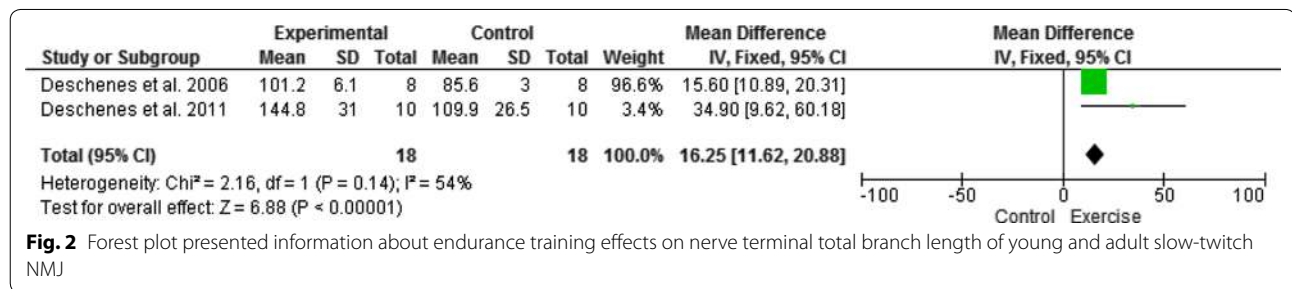 Experimental Control Mean Difference Mean Difference
Study or Subgroup Mean SD Total Mean SD Total Weight IV, Fixed, 95% CI IV, Fixed, 95% CI
Deschenes et al. 2006 101.2 6.1 8 85.6 3 8 96.6% 15.60 [10.89, 20.31]
Deschenes et al. 2011 144.8 31 10 109.9 26.5 10 3.4% 34.90 [9.62, 60.18]
Total (95% CI) 18 18 100.0% 16.25 [11.62, 20.88]
Heterogeneity: Chi² = 2.16, df = 1 (P = 0.14); I² = 54%
Test for overall effect: Z = 6.88 (P < 0.00001)
-100 -50 0 50 100
Control Exercise
Fig. 2 Forest plot presented information about endurance training effects on nerve terminal total branch length of young and adult slow-twitch
NMJ